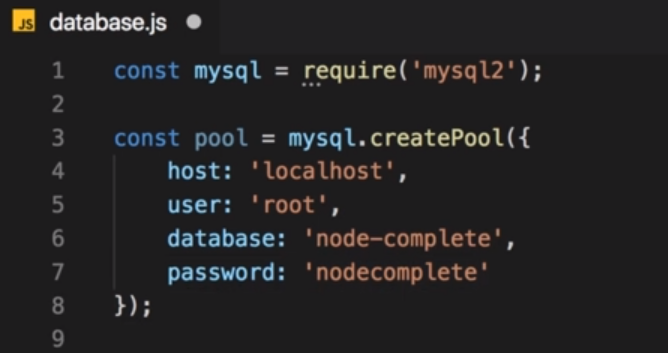 JS database.js
1 const mysql = require('mysql2');
2
3 const pool = mysql.createPool({
4 host: 'localhost',
5 user: 'root',
6 database: 'node-complete',
7 password: 'nodecomplete'
8 });
9